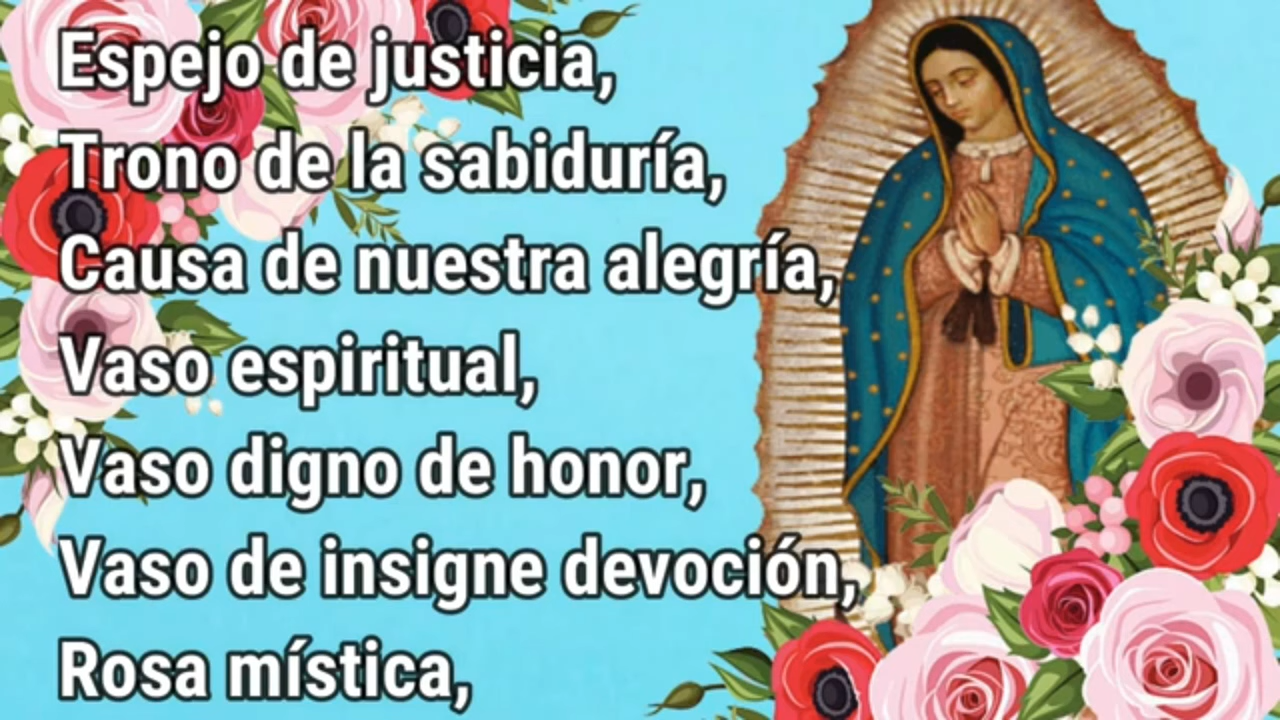 Espejo de justicia,
Trono de la sabiduría,
Causa de nuestra alegría,
Vaso espiritual,
Vaso digno de honor,
Vaso de insigne devoción,
Rosa mística,